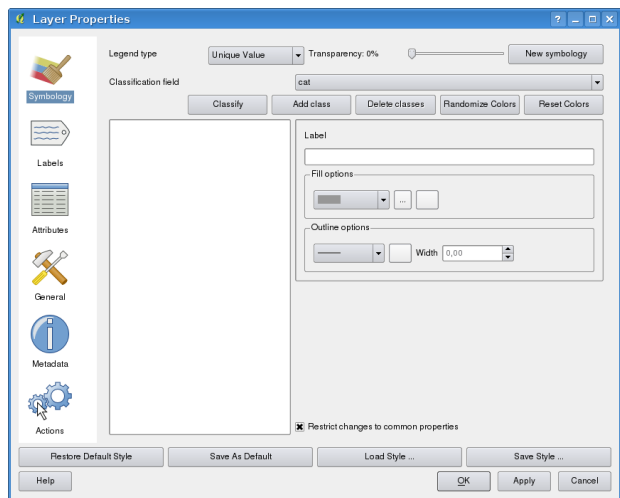 Layer Properties
Legend type Unique Value Transparency: 0% New symbology
Classification field cat
Classify Add class Delete classes Randomize Colors Reset Colors
Symbology
Labels
Attributes
General
Metadata
Actions
Label
Fill options
...
Outline options
Width 0,00
Restrict changes to common properties
Restore Default Style Save As Default Load Style ... Save Style ...
Help OK Apply Cancel